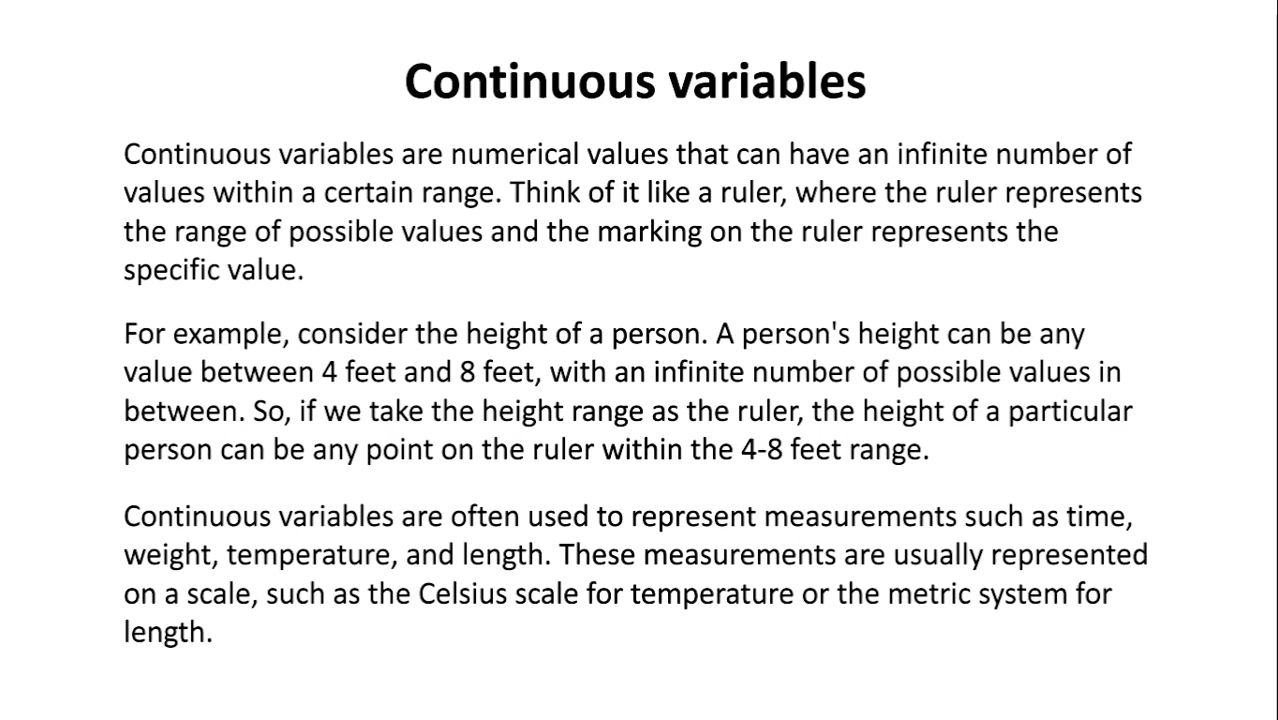 Continuous variables
Continuous variables are numerical values that can have an infinite number of
values within a certain range. Think of it like a ruler, where the ruler represents
the range of possible values and the marking on the ruler represents the
specific value.
For example, consider the height of a person. A person's height can be any
value between 4 feet and 8 feet, with an infinite number of possible values in
between. So, if we take the height range as the ruler, the height of a particular
person can be any point on the ruler within the 4-8 feet range.
Continuous variables are often used to represent measurements such as time,
weight, temperature, and length. These measurements are usually represented
on a scale, such as the Celsius scale for temperature or the metric system for
length.